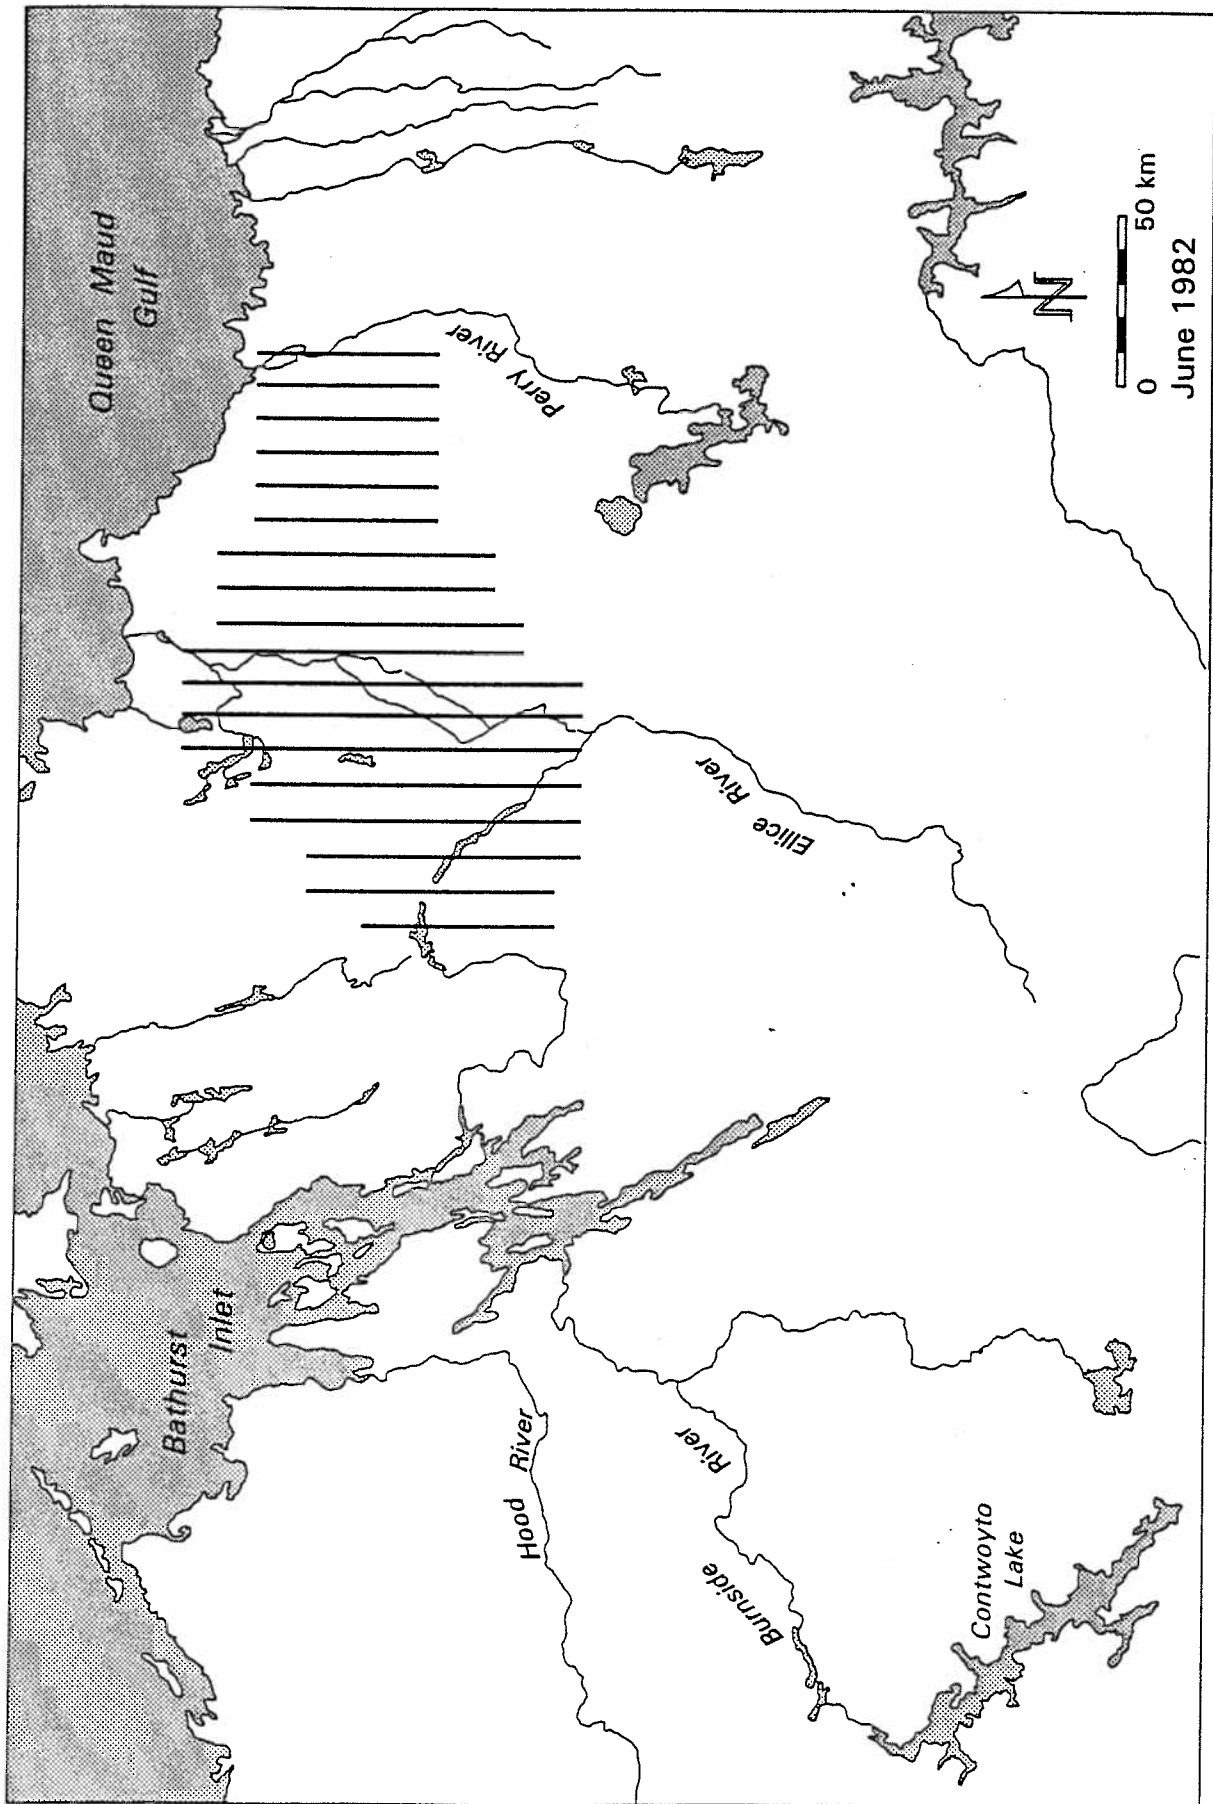 Queen Maud
Gulf
Bathurst
Inlet
Perry
River
Ellice River
Hood River
Burnside River
Contwoyto
Lake
N
0 50 km
June 1982